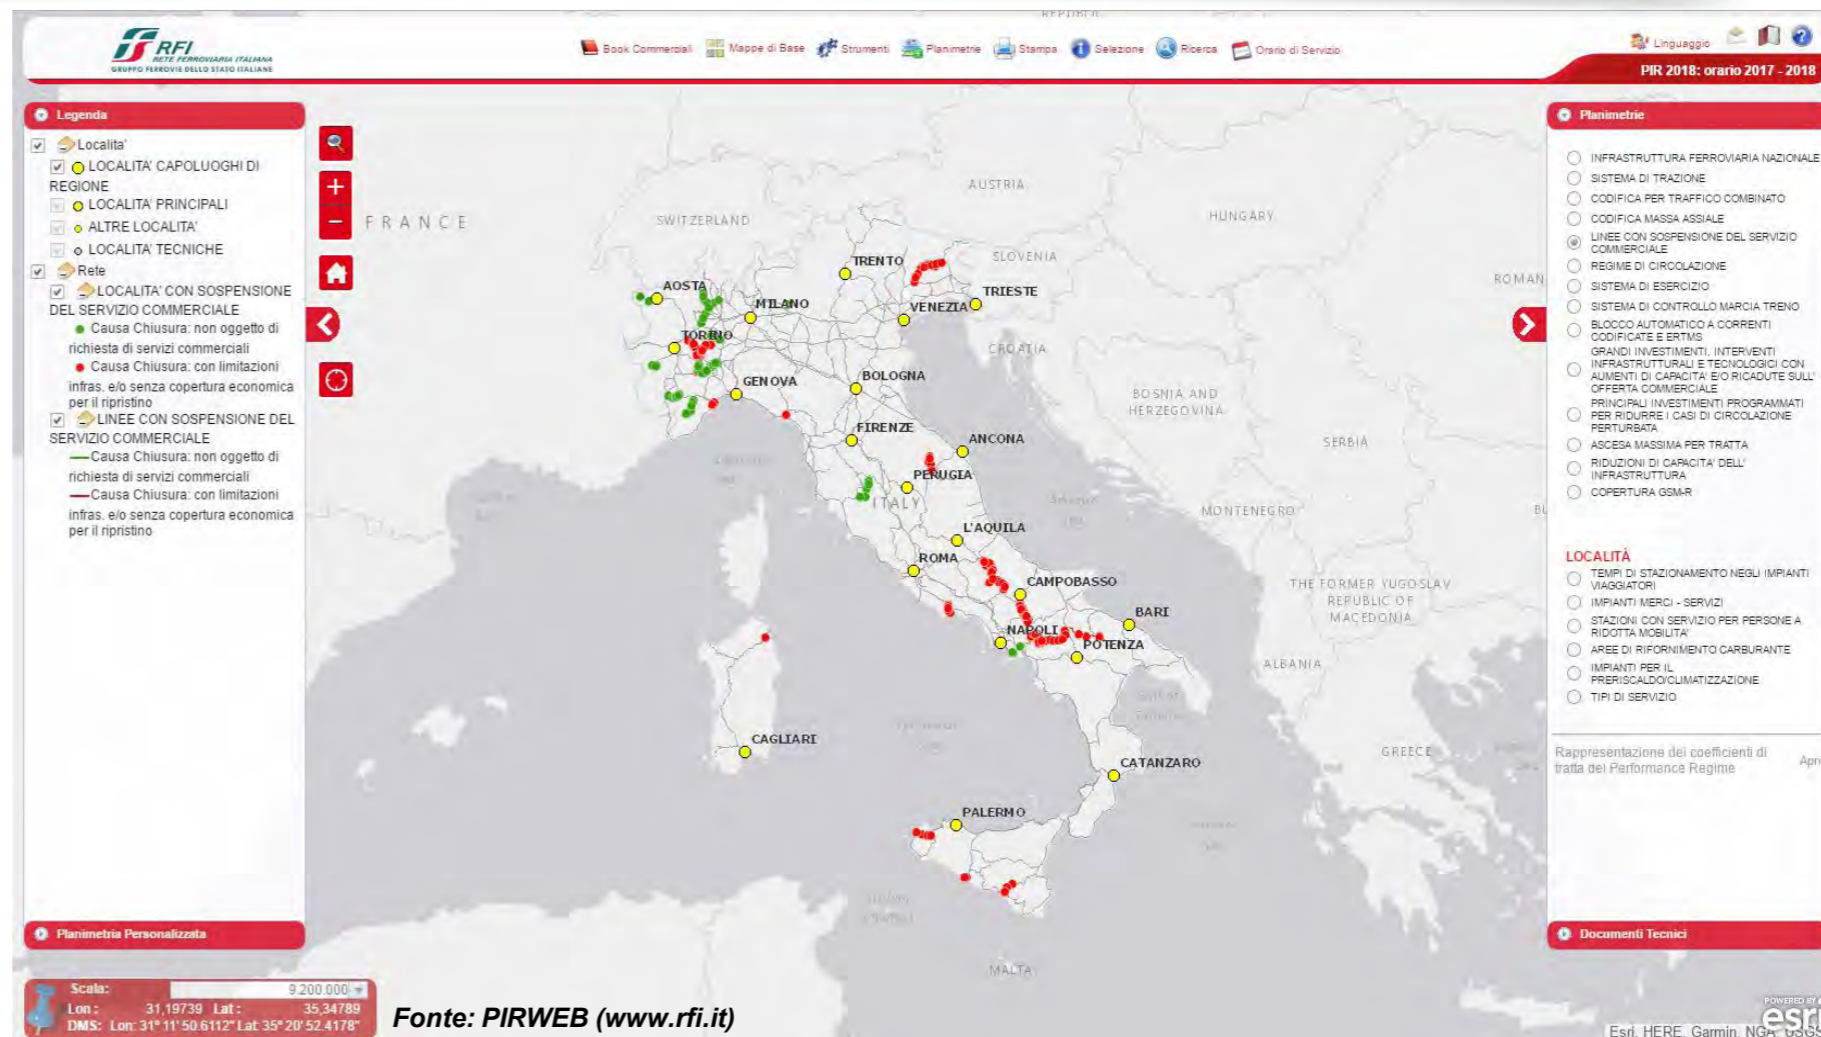 RFI
RETE FERROVIARIA ITALIANA
GRUPPO FERROVIE DELLO STATO ITALIANE
Book Commerciali
Mappe di Base
Strumenti
Planimetrie
Stampa
Selezione
Ricerca
Orario di Servizio
Linguaggio
PIR 2018: orario 2017 - 2018
Legenda
Localita'
LOCALITA' CAPOLUOGHI DI
REGIONE
LOCALITA' PRINCIPALI
ALTRE LOCALITA'
LOCALITA' TECNICHE
Rete
LOCALITA' CON SOSPENSIONE
DEL SERVIZIO COMMERCIALE
Causa Chiusura: non oggetto di
richiesta di servizi commerciali
Causa Chiusura: con limitazioni
infras. e/o senza copertura economica
per il ripristino
LINEE CON SOSPENSIONE DEL
SERVIZIO COMMERCIALE
Causa Chiusura: non oggetto di
richiesta di servizi commerciali
Causa Chiusura: con limitazioni
infras. e/o senza copertura economica
per il ripristino
Planimetria Personalizzata
Scala: 9.200.000
Lon : 31,19739 Lat : 35,34789
DMS: Lon: 31° 11' 50.6112" Lat 35° 20' 52.4178"
Fonte: PIRWEB (www.rfi.it)
FRANCE
SWITZERLAND
AUSTRIA
HUNGARY
SLOVENIA
ROMAN
CROATIA
BOSNIA AND
HERZEGOVINA
SERBIA
MONTENEGRO
THE FORMER YUGOSLAV
REPUBLIC OF
MACEDONIA
ALBANIA
GREECE
ITALY
MALTA
TRENTO
AOSTA
MILANO
VENEZIA
TRIESTE
TORINO
GENOVA
BOLOGNA
FIRENZE
ANCONA
PERUGIA
L'AQUILA
ROMA
CAMPOBASSO
BARI
NAPOLI
POTENZA
CAGLIARI
CATANZARO
PALERMO
Planimetrie
INFRASTRUTTURA FERROVIARIA NAZIONALE
SISTEMA DI TRAZIONE
CODIFICA PER TRAFFICO COMBINATO
CODIFICA MASSA ASSIALE
LINEE CON SOSPENSIONE DEL SERVIZIO
COMMERCIALE
REGIME DI CIRCOLAZIONE
SISTEMA DI ESERCIZIO
SISTEMA DI CONTROLLO MARCIA TRENO
BLOCCO AUTOMATICO A CORRENTI
CODIFICATE E ERTMS
GRANDI INVESTIMENTI, INTERVENTI
INFRASTRUTTURALI E TECNOLOGICI CON
AUMENTI DI CAPACITA' E/O RICADUTE SULL'
OFFERTA COMMERCIALE
PRINCIPALI INVESTIMENTI PROGRAMMATI
PER RIDURRE I CASI DI CIRCOLAZIONE
PERTURBATA
ASCESA MASSIMA PER TRATTA
RIDUZIONI DI CAPACITA' DELL'
INFRASTRUTTURA
COPERTURA GSM-R
LOCALITÀ
TEMPI DI STAZIONAMENTO NEGLI IMPIANTI
VIAGGIATORI
IMPIANTI MERCI - SERVIZI
STAZIONI CON SERVIZIO PER PERSONE A
RIDOTTA MOBILITA'
AREE DI RIFORNIMENTO CARBURANTE
IMPIANTI PER IL
PRERISCALDO/CLIMATIZZAZIONE
TIPI DI SERVIZIO
Rappresentazione dei coefficienti di
tratta del Performance Regime
Apri
Documenti Tecnici
POWERED BY
esri
Esri, HERE, Garmin, NGA, USGS